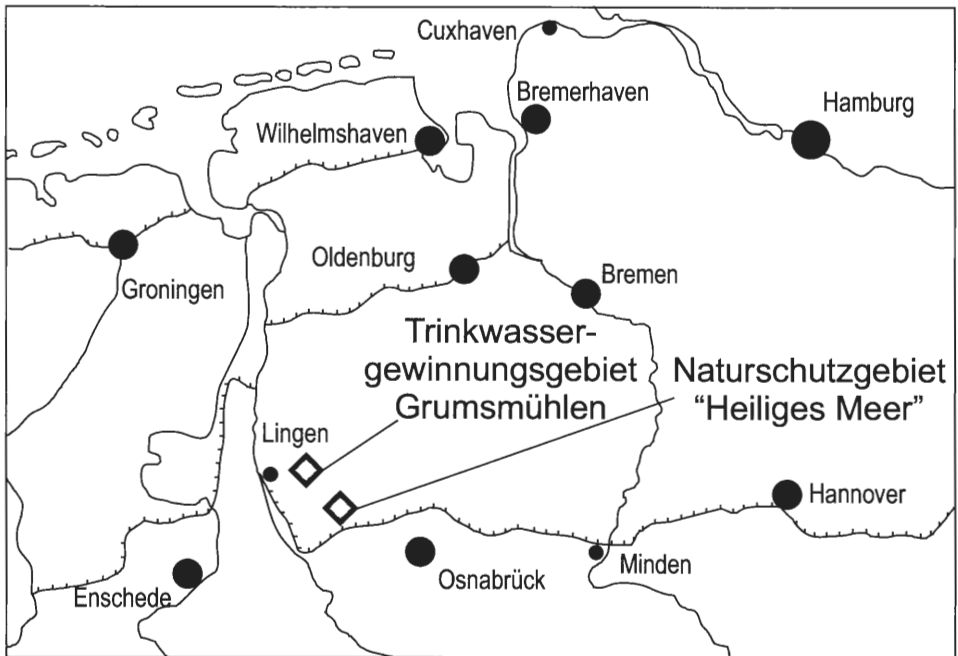 Cuxhaven
Bremerhaven
Hamburg
Wilhelmshaven
Oldenburg
Bremen
Groningen
Trinkwasser-
gewinnungsgebiet
Grumsmühlen
Naturschutzgebiet
“Heiliges Meer”
Lingen
Hannover
Osnabrück
Minden
Enschede